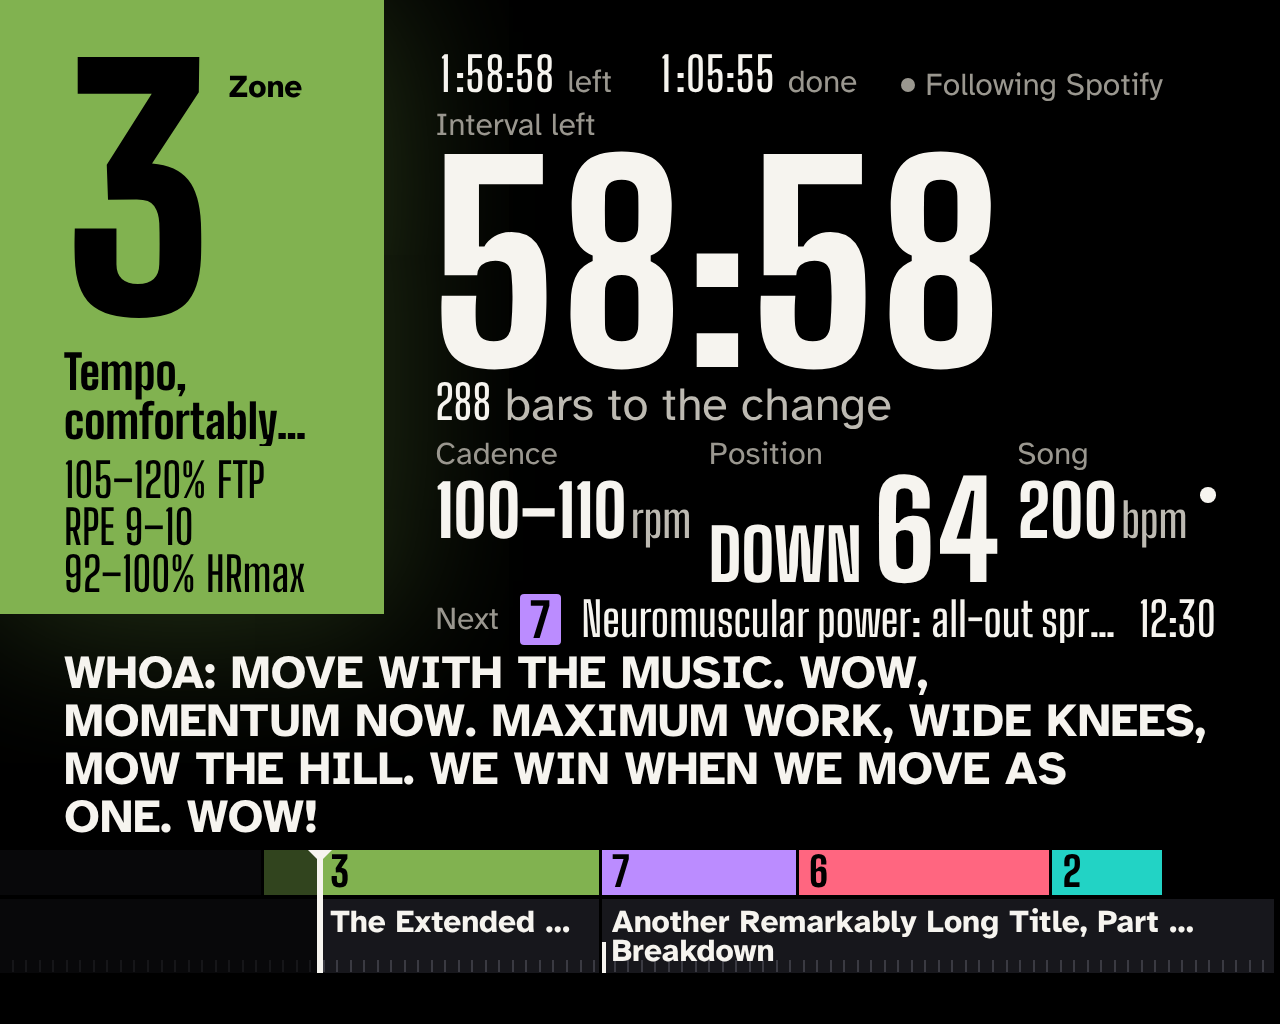 3 Zone
Tempo,
comfortably...
105–120% FTP
RPE 9–10
92–100% HRmax
1:58:58 left 1:05:55 done Following Spotify
Interval left
58:58
288 bars to the change
Cadence Position Song
100–110 rpm DOWN 64 200 bpm
Next 7 Neuromuscular power: all-out spr... 12:30
WHOA: MOVE WITH THE MUSIC. WOW,
MOMENTUM NOW. MAXIMUM WORK, WIDE KNEES,
MOW THE HILL. WE WIN WHEN WE MOVE AS
ONE. WOW!
3 7 6 2
The Extended ... Another Remarkably Long Title, Part ...
Breakdown